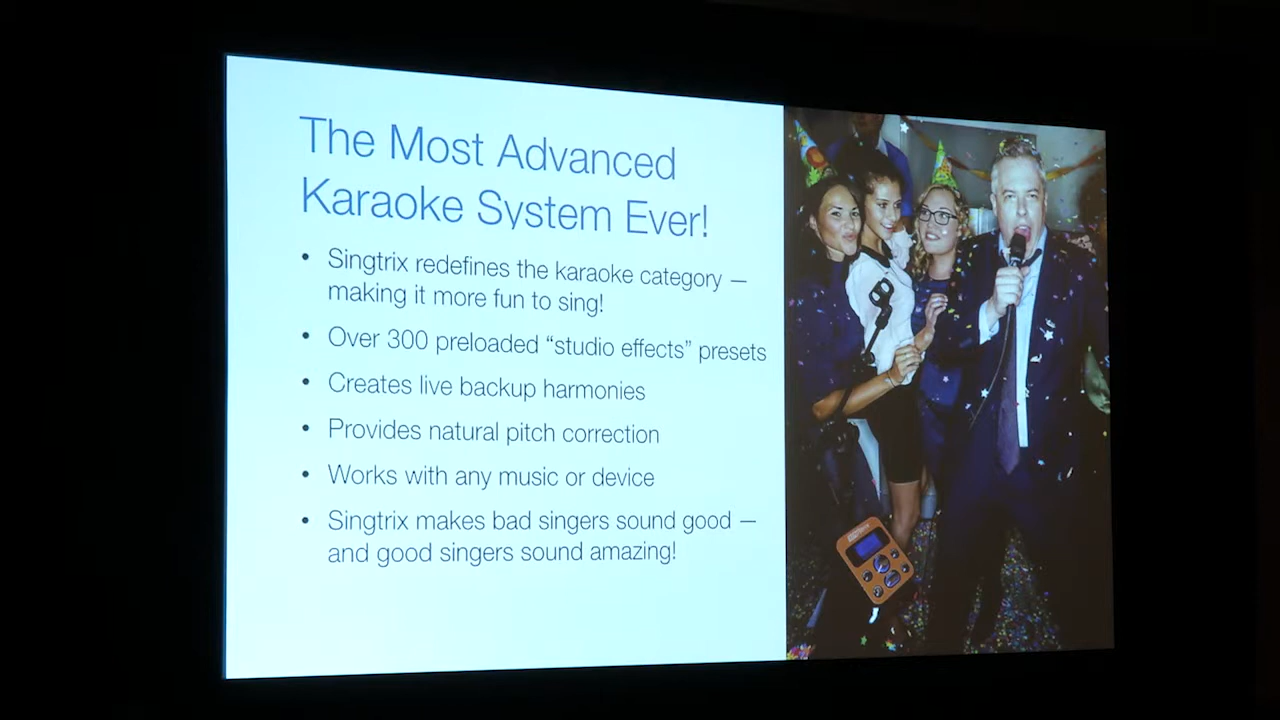 The Most Advanced
Karaoke System Ever!
• Singtrix redefines the karaoke category —
making it more fun to sing!
• Over 300 preloaded “studio effects” presets
• Creates live backup harmonies
• Provides natural pitch correction
• Works with any music or device
• Singtrix makes bad singers sound good —
and good singers sound amazing!